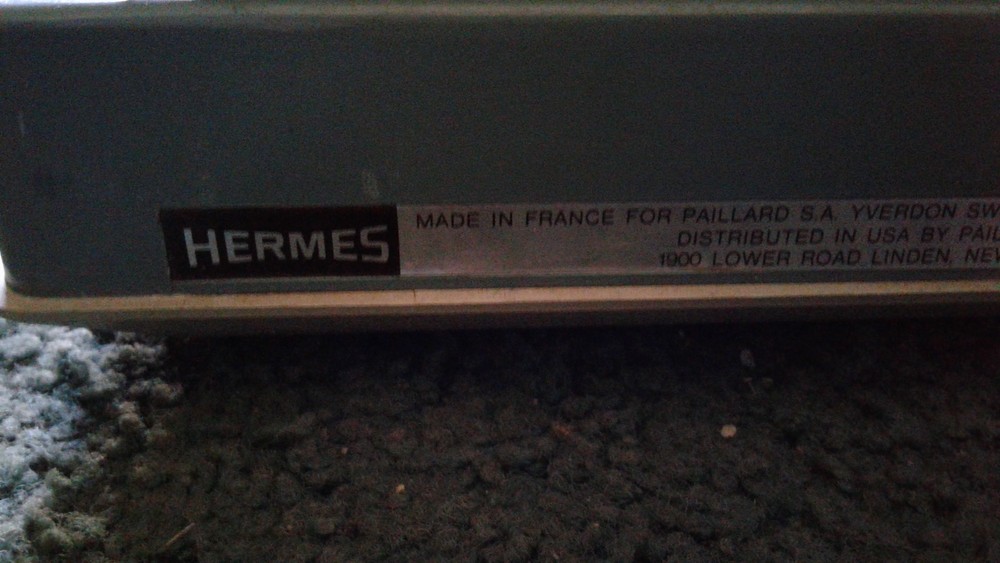 HERMES
MADE IN FRANCE FOR PAILLARD S.A. YVERDON SW
DISTRIBUTED IN USA BY PAIL
1900 LOWER ROAD LINDEN, NEW